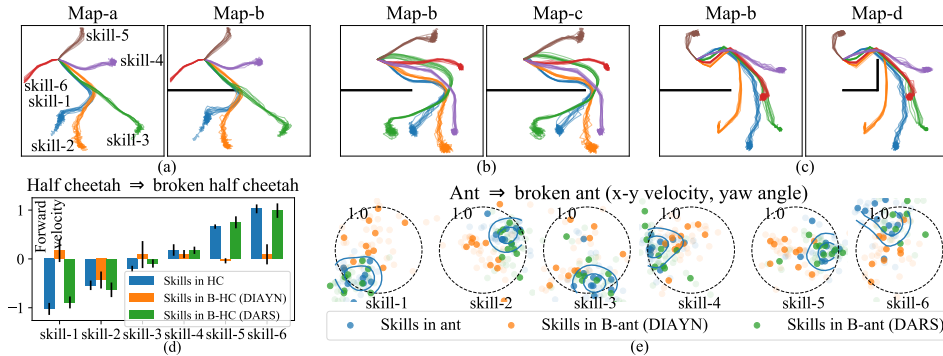 Map-a Map-b Map-b Map-c Map-b Map-d
skill-5
skill-4
skill-6
skill-1
skill-3
skill-2
(a) (b) (c)
Half cheetah ⇒ broken half cheetah
Forward
velocity
1
0
−1
Skills in HC
Skills in B-HC (DIAYN)
Skills in B-HC (DARS)
skill-1 skill-2 skill-3 skill-4 skill-5 skill-6
(d)
Ant ⇒ broken ant (x-y velocity, yaw angle)
1.0 1.0 1.0 1.0 1.0 1.0
skill-1 skill-2 skill-3 skill-4 skill-5 skill-6
Skills in ant Skills in B-ant (DIAYN) Skills in B-ant (DARS)
(e)